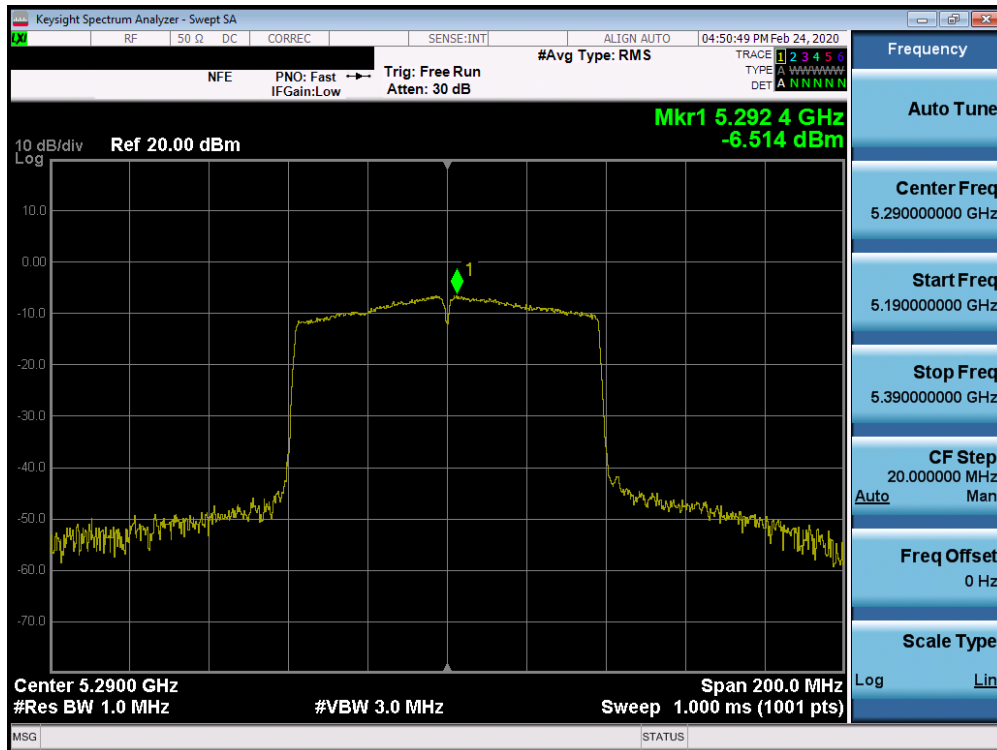 Keysight Spectrum Analyzer - Swept SA
LXI RF 50 Ω DC CORREC SENSE:INT ALIGN AUTO 04:50:49 PM Feb 24, 2020
NFE PNO: Fast Trig: Free Run #Avg Type: RMS TRACE 1 2 3 4 5 6
IFGain:Low Atten: 30 dB TYPE A WWWWW
DET A N N N N N
Mkr1 5.292 4 GHz
-6.514 dBm
10 dB/div Ref 20.00 dBm
Log
10.0
0.00
-10.0
-20.0
-30.0
-40.0
-50.0
-60.0
-70.0
1
Center 5.2900 GHz Span 200.0 MHz
#Res BW 1.0 MHz #VBW 3.0 MHz Sweep 1.000 ms (1001 pts)
MSG STATUS
Frequency
Auto Tune
Center Freq
5.290000000 GHz
Start Freq
5.190000000 GHz
Stop Freq
5.390000000 GHz
CF Step
20.000000 MHz
Auto Man
Freq Offset
0 Hz
Scale Type
Log Lin